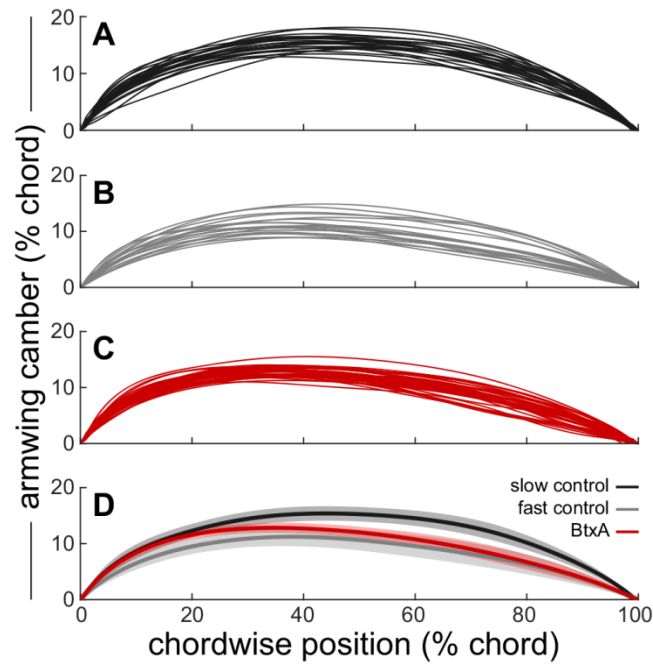 A
20
10
0
B
20
10
0
C
20
10
0
D
20
10
0
slow control
fast control
BtxA
0 20 40 60 80 100
chordwise position (% chord)
armwing camber (% chord)